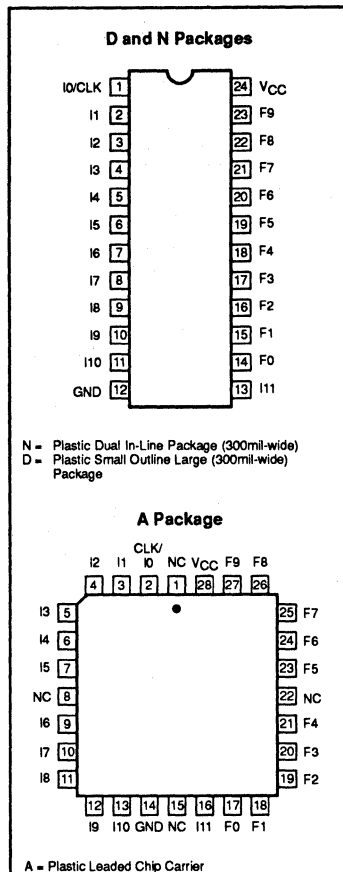 D and N Packages
I0/CLK 1 24 VCC
I1 2 23 F9
I2 3 22 F8
I3 4 21 F7
I4 5 20 F6
I5 6 19 F5
I6 7 18 F4
I7 8 17 F3
I8 9 16 F2
I9 10 15 F1
I10 11 14 F0
GND 12 13 I11
N = Plastic Dual In-Line Package (300mil-wide)
D = Plastic Small Outline Large (300mil-wide)
Package
A Package
CLK/
I2 I1 I0 NC VCC F9 F8
4 3 2 1 28 27 26
I3 5 25 F7
I4 6 24 F6
I5 7 23 F5
NC 8 22 NC
I6 9 21 F4
I7 10 20 F3
I8 11 19 F2
12 13 14 15 16 17 18
I9 I10 GND NC I11 F0 F1
A = Plastic Leaded Chip Carrier